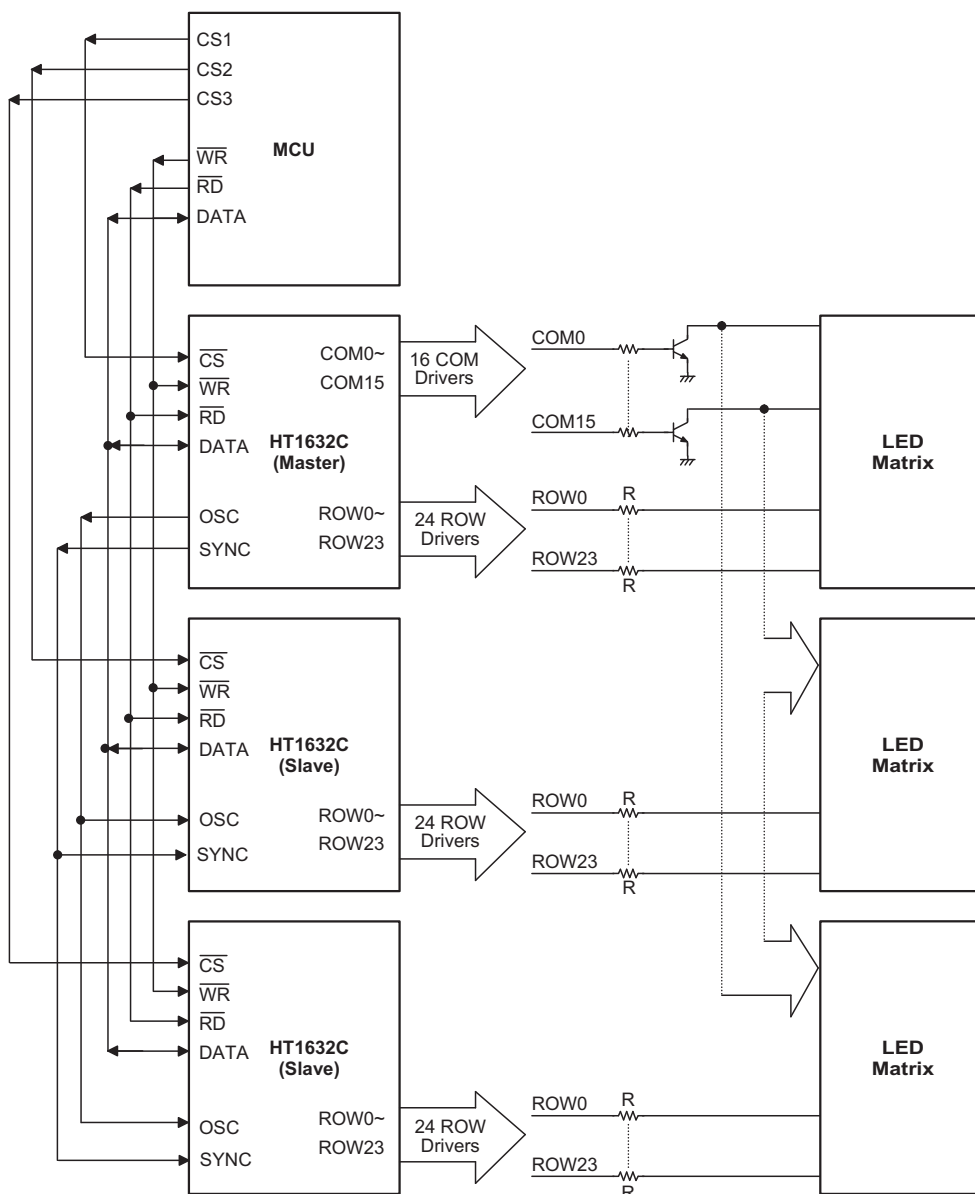 CS1
CS2
CS3
MCU
WR
RD
DATA
CS
WR
RD
DATA
OSC
SYNC
HT1632C
(Master)
COM0~
COM15
ROW0~
ROW23
16 COM
Drivers
24 ROW
Drivers
COM0
COM15
ROW0
R
ROW23
R
LED
Matrix
CS
WR
RD
DATA
OSC
SYNC
HT1632C
(Slave)
ROW0~
ROW23
24 ROW
Drivers
ROW0
R
ROW23
R
LED
Matrix
CS
WR
RD
DATA
OSC
SYNC
HT1632C
(Slave)
ROW0~
ROW23
24 ROW
Drivers
ROW0
R
ROW23
R
LED
Matrix